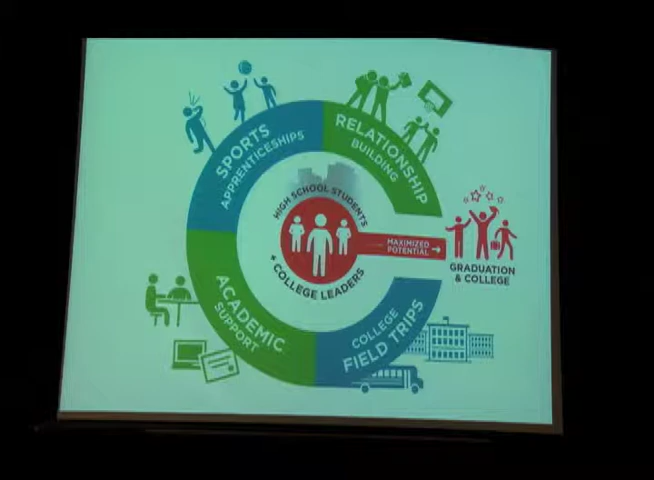 SPORTS
APPRENTICESHIPS
RELATIONSHIP
BUILDING
HIGH SCHOOL STUDENTS
+ COLLEGE LEADERS
MAXIMIZED
POTENTIAL
GRADUATION
& COLLEGE
ACADEMIC
SUPPORT
COLLEGE
FIELD TRIPS